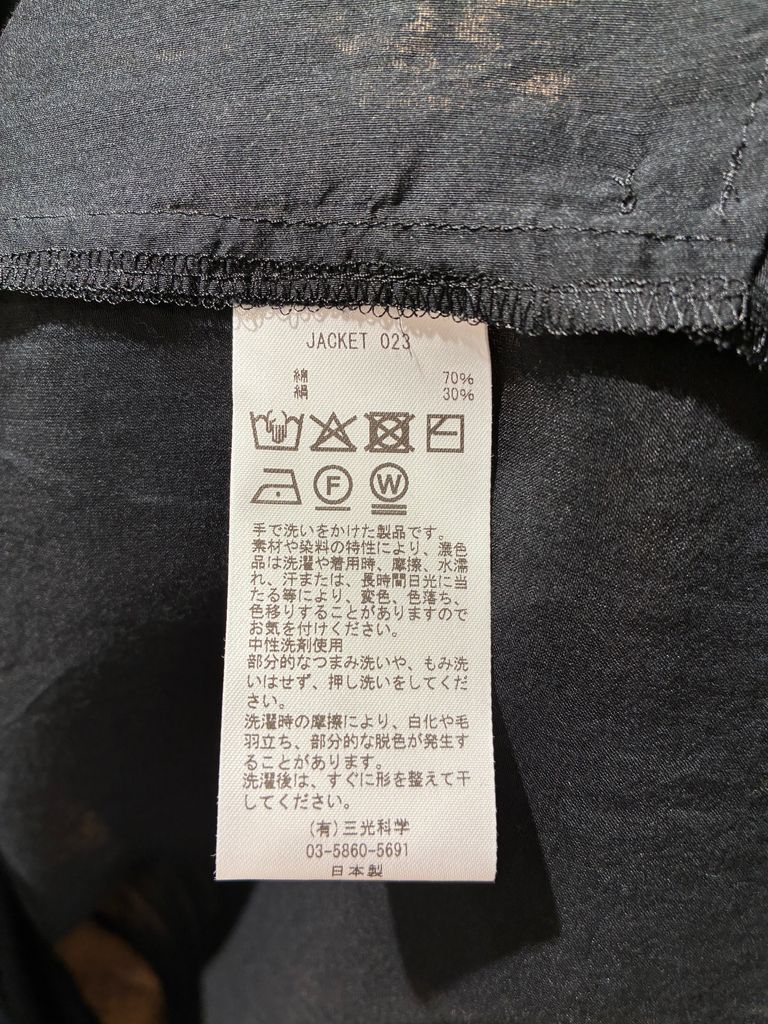 JACKET 023
綿 70%
絹 30%
F W
手で洗いをかけた製品です。
素材や染料の特性により、濃色
品は洗濯や着用時、摩擦、水濡
れ、汗または、長時間日光に当
たる等により、変色、色落ち、
色移りすることがありますので
お気を付けください。
中性洗剤使用
部分的なつまみ洗いや、もみ洗
いはせず、押し洗いをしてくだ
さい。
洗濯時の摩擦により、白化や毛
羽立ち、部分的な脱色が発生す
ることがあります。
洗濯後は、すぐに形を整えて干
してください。
(有)三光科学
03-5860-5691
日本製